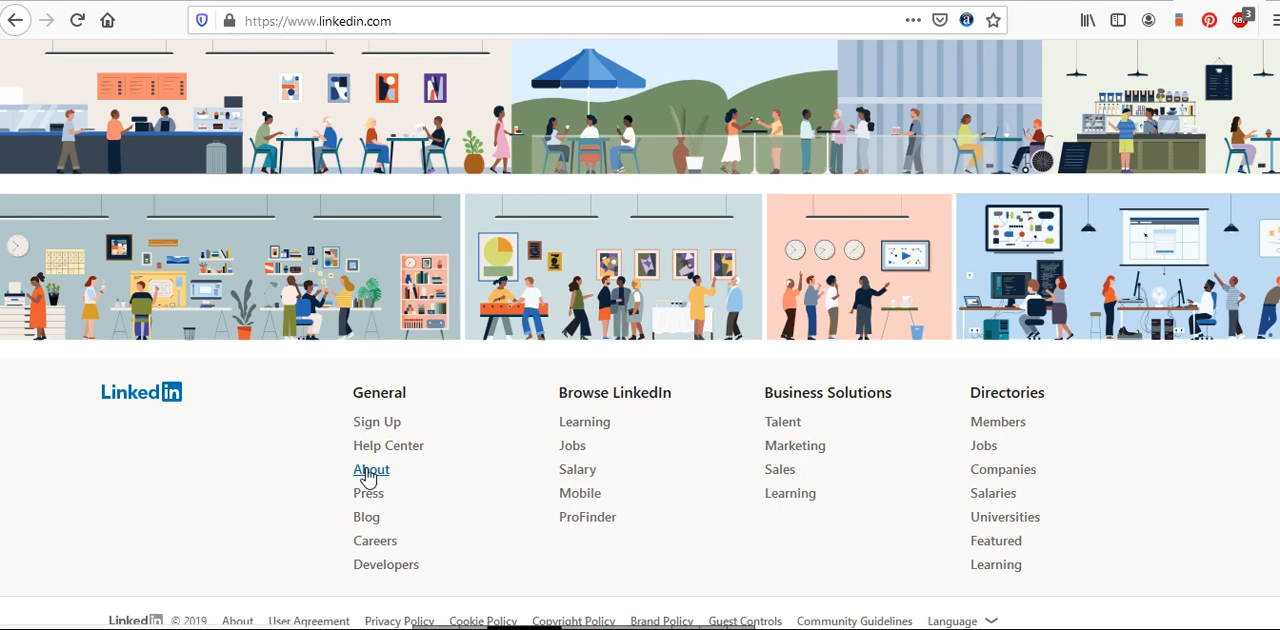 https://www.linkedin.com
ABP
3
LinkedIn
General
Sign Up
Help Center
About
Press
Blog
Careers
Developers
Browse LinkedIn
Learning
Jobs
Salary
Mobile
ProFinder
Business Solutions
Talent
Marketing
Sales
Learning
Directories
Members
Jobs
Companies
Salaries
Universities
Featured
Learning
LinkedIn © 2019 About User Agreement Privacy Policy Cookie Policy Copyright Policy Brand Policy Guest Controls Community Guidelines Language